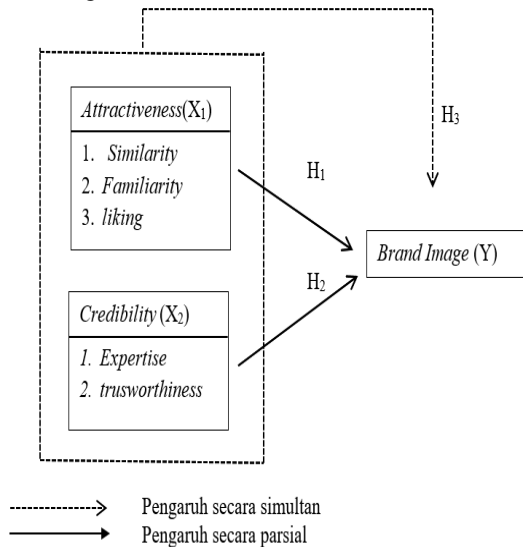 Attractiveness(X₁)
1. Similarity
2. Familiarity
3. liking
H₁
H₃
Brand Image (Y)
H₂
Credibility (X₂)
1. Expertise
2. trusworthiness
Pengaruh secara simultan
Pengaruh secara parsial